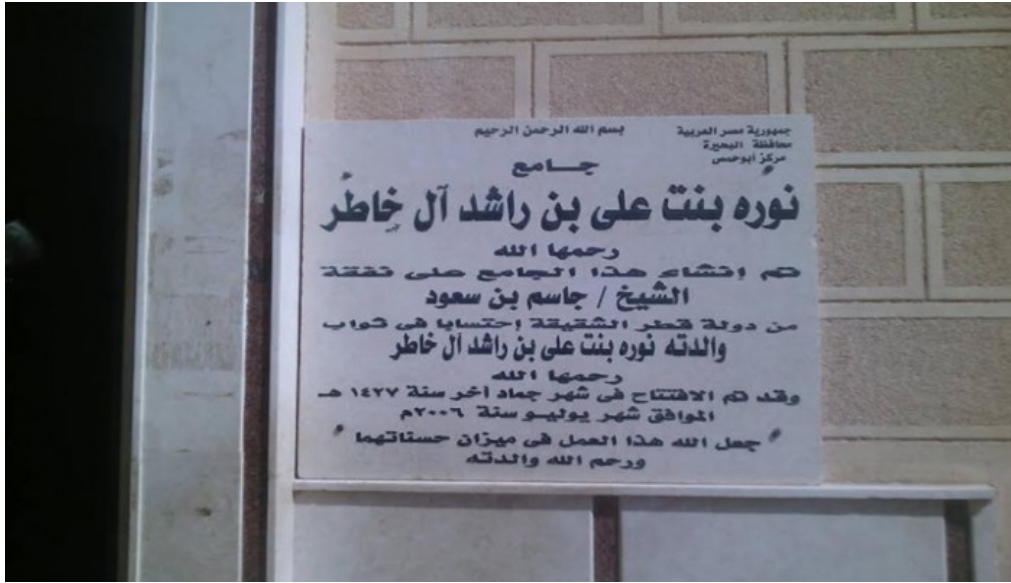 جمهورية مصر العربية
محافظة البحيرة
مركز أبوحمص
بسم الله الرحمن الرحيم
جامع
نوره بنت على بن راشد آل خاطر
رحمها الله
تم إنشاء هذا الجامع على نفقة
الشيخ / جاسم بن سعود
من دولة قطر الشقيقة إحتسابا فى ثواب
والدته نوره بنت على بن راشد آل خاطر
رحمها الله
وقد تم الافتتاح فى شهر جماد أخر سنة ١٤٢٧ هـ
الموافق شهر يوليو سنة ٢٠٠٦م
جعل الله هذا العمل فى ميزان حسناتهما
ورحم الله والدته